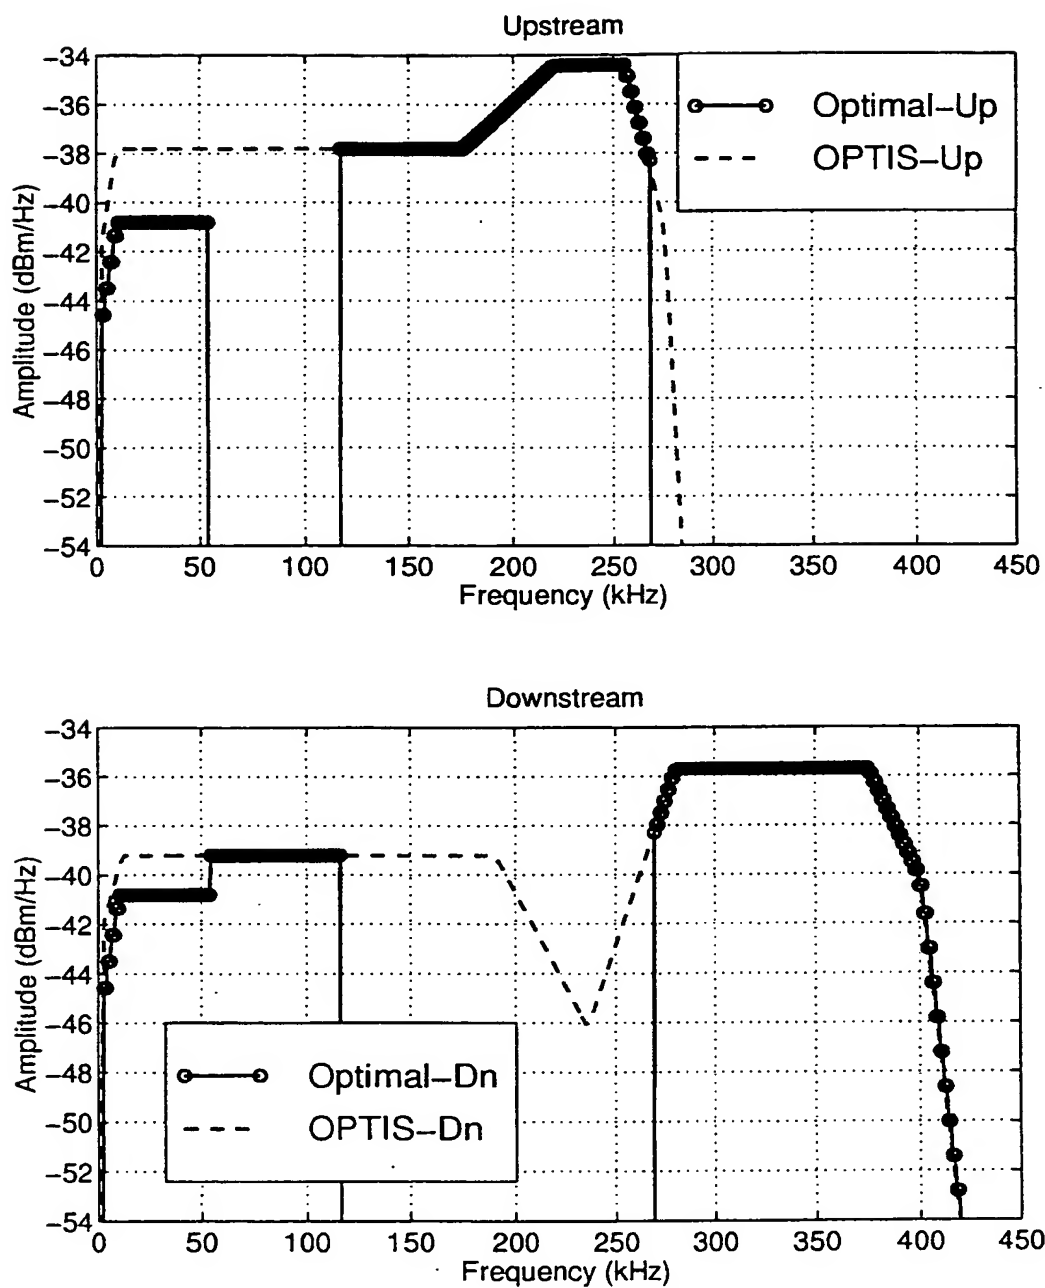 Upstream
−34
−36
−38
−40
−42
−44
−46
−48
−50
−52
−54
Amplitude (dBm/Hz)
Optimal−Up
OPTIS−Up
0 50 100 150 200 250 300 350 400 450
Frequency (kHz)
Downstream
−34
−36
−38
−40
−42
−44
−46
−48
−50
−52
−54
Amplitude (dBm/Hz)
Optimal−Dn
OPTIS−Dn
0 50 100 150 200 250 300 350 400 450
Frequency (kHz)